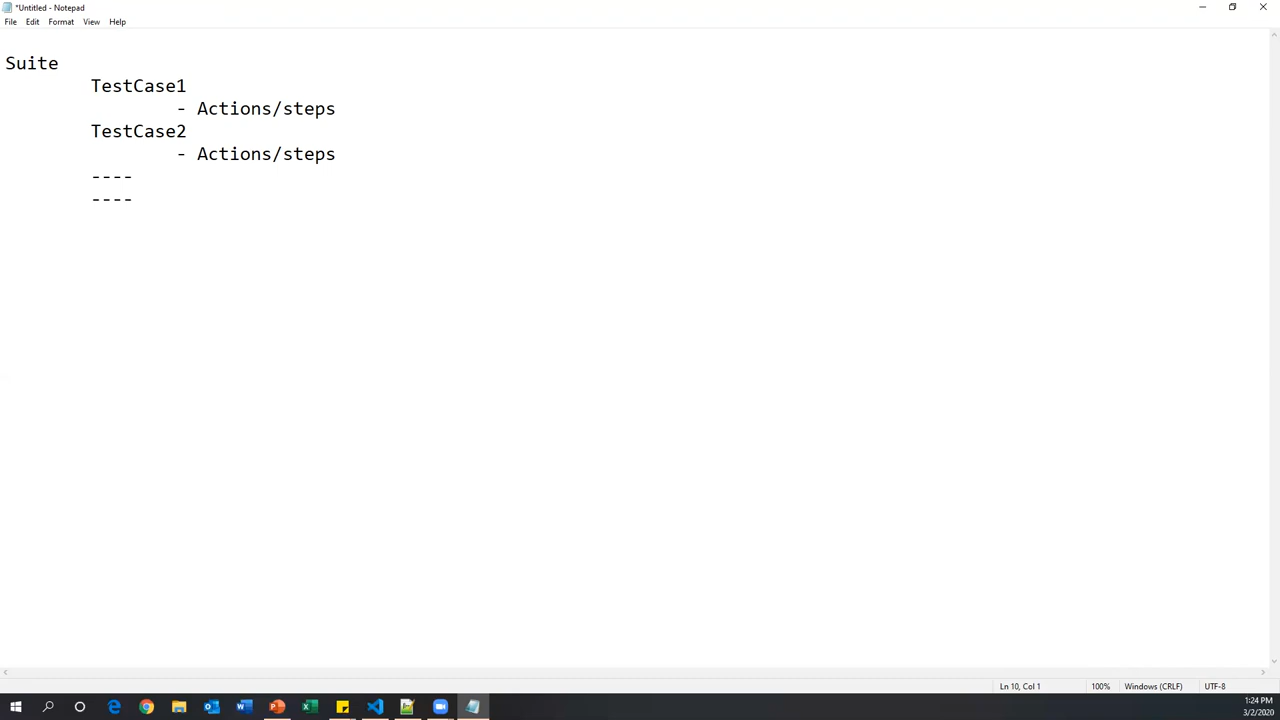 *Untitled - Notepad
File Edit Format View Help
Suite
TestCase1
- Actions/steps
TestCase2
- Actions/steps
----
----
Ln 10, Col 1 100% Windows (CRLF) UTF-8
1:24 PM
3/2/2020